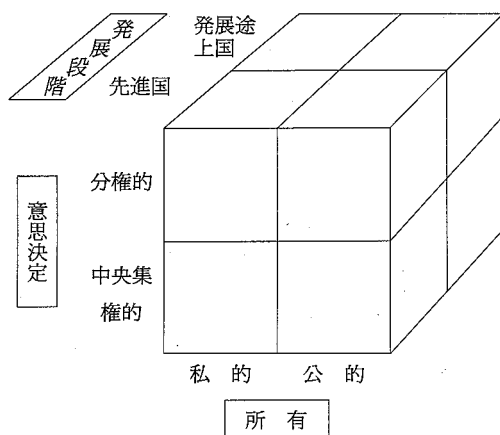 発展段階
発展途
上国
先進国
分権的
意思決定
中央集
権的
私的
公的
所有